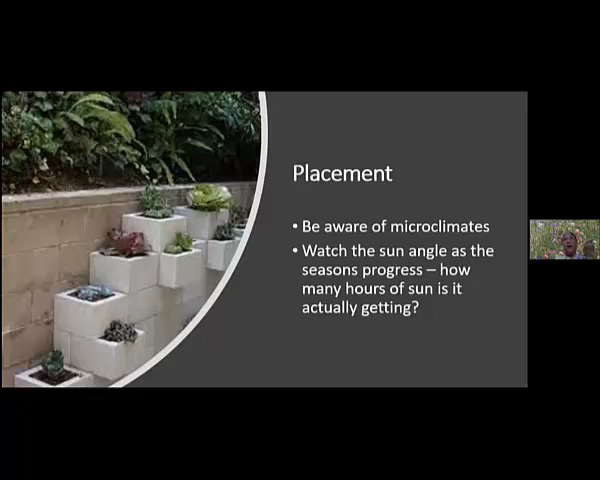 Placement
• Be aware of microclimates
• Watch the sun angle as the
seasons progress – how
many hours of sun is it
actually getting?